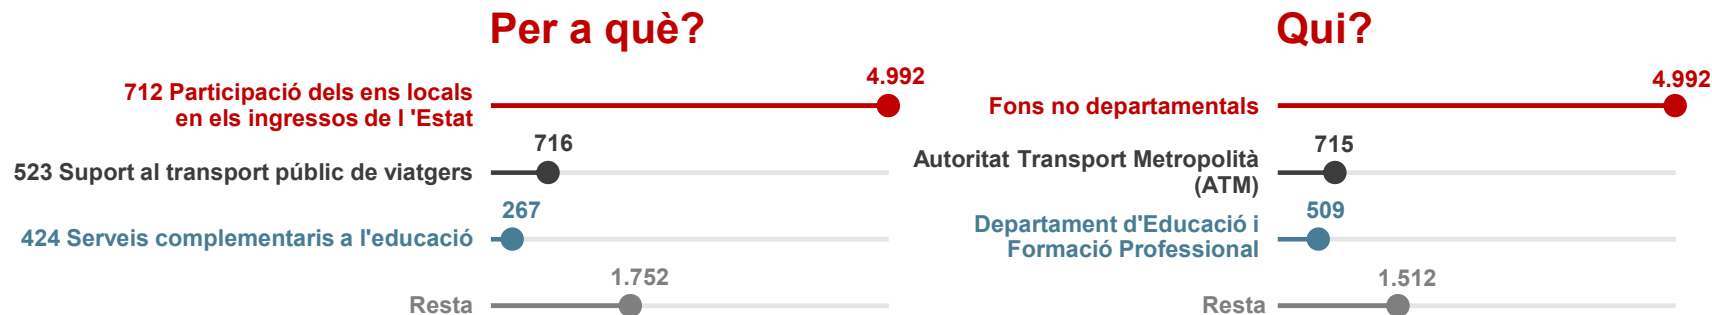 Per a què?
712 Participació dels ens locals
en els ingressos de l 'Estat
4.992
523 Suport al transport públic de viatgers
716
424 Serveis complementaris a l'educació
267
Resta
1.752
Qui?
Fons no departamentals
4.992
Autoritat Transport Metropolità
(ATM)
715
Departament d'Educació i
Formació Professional
509
Resta
1.512